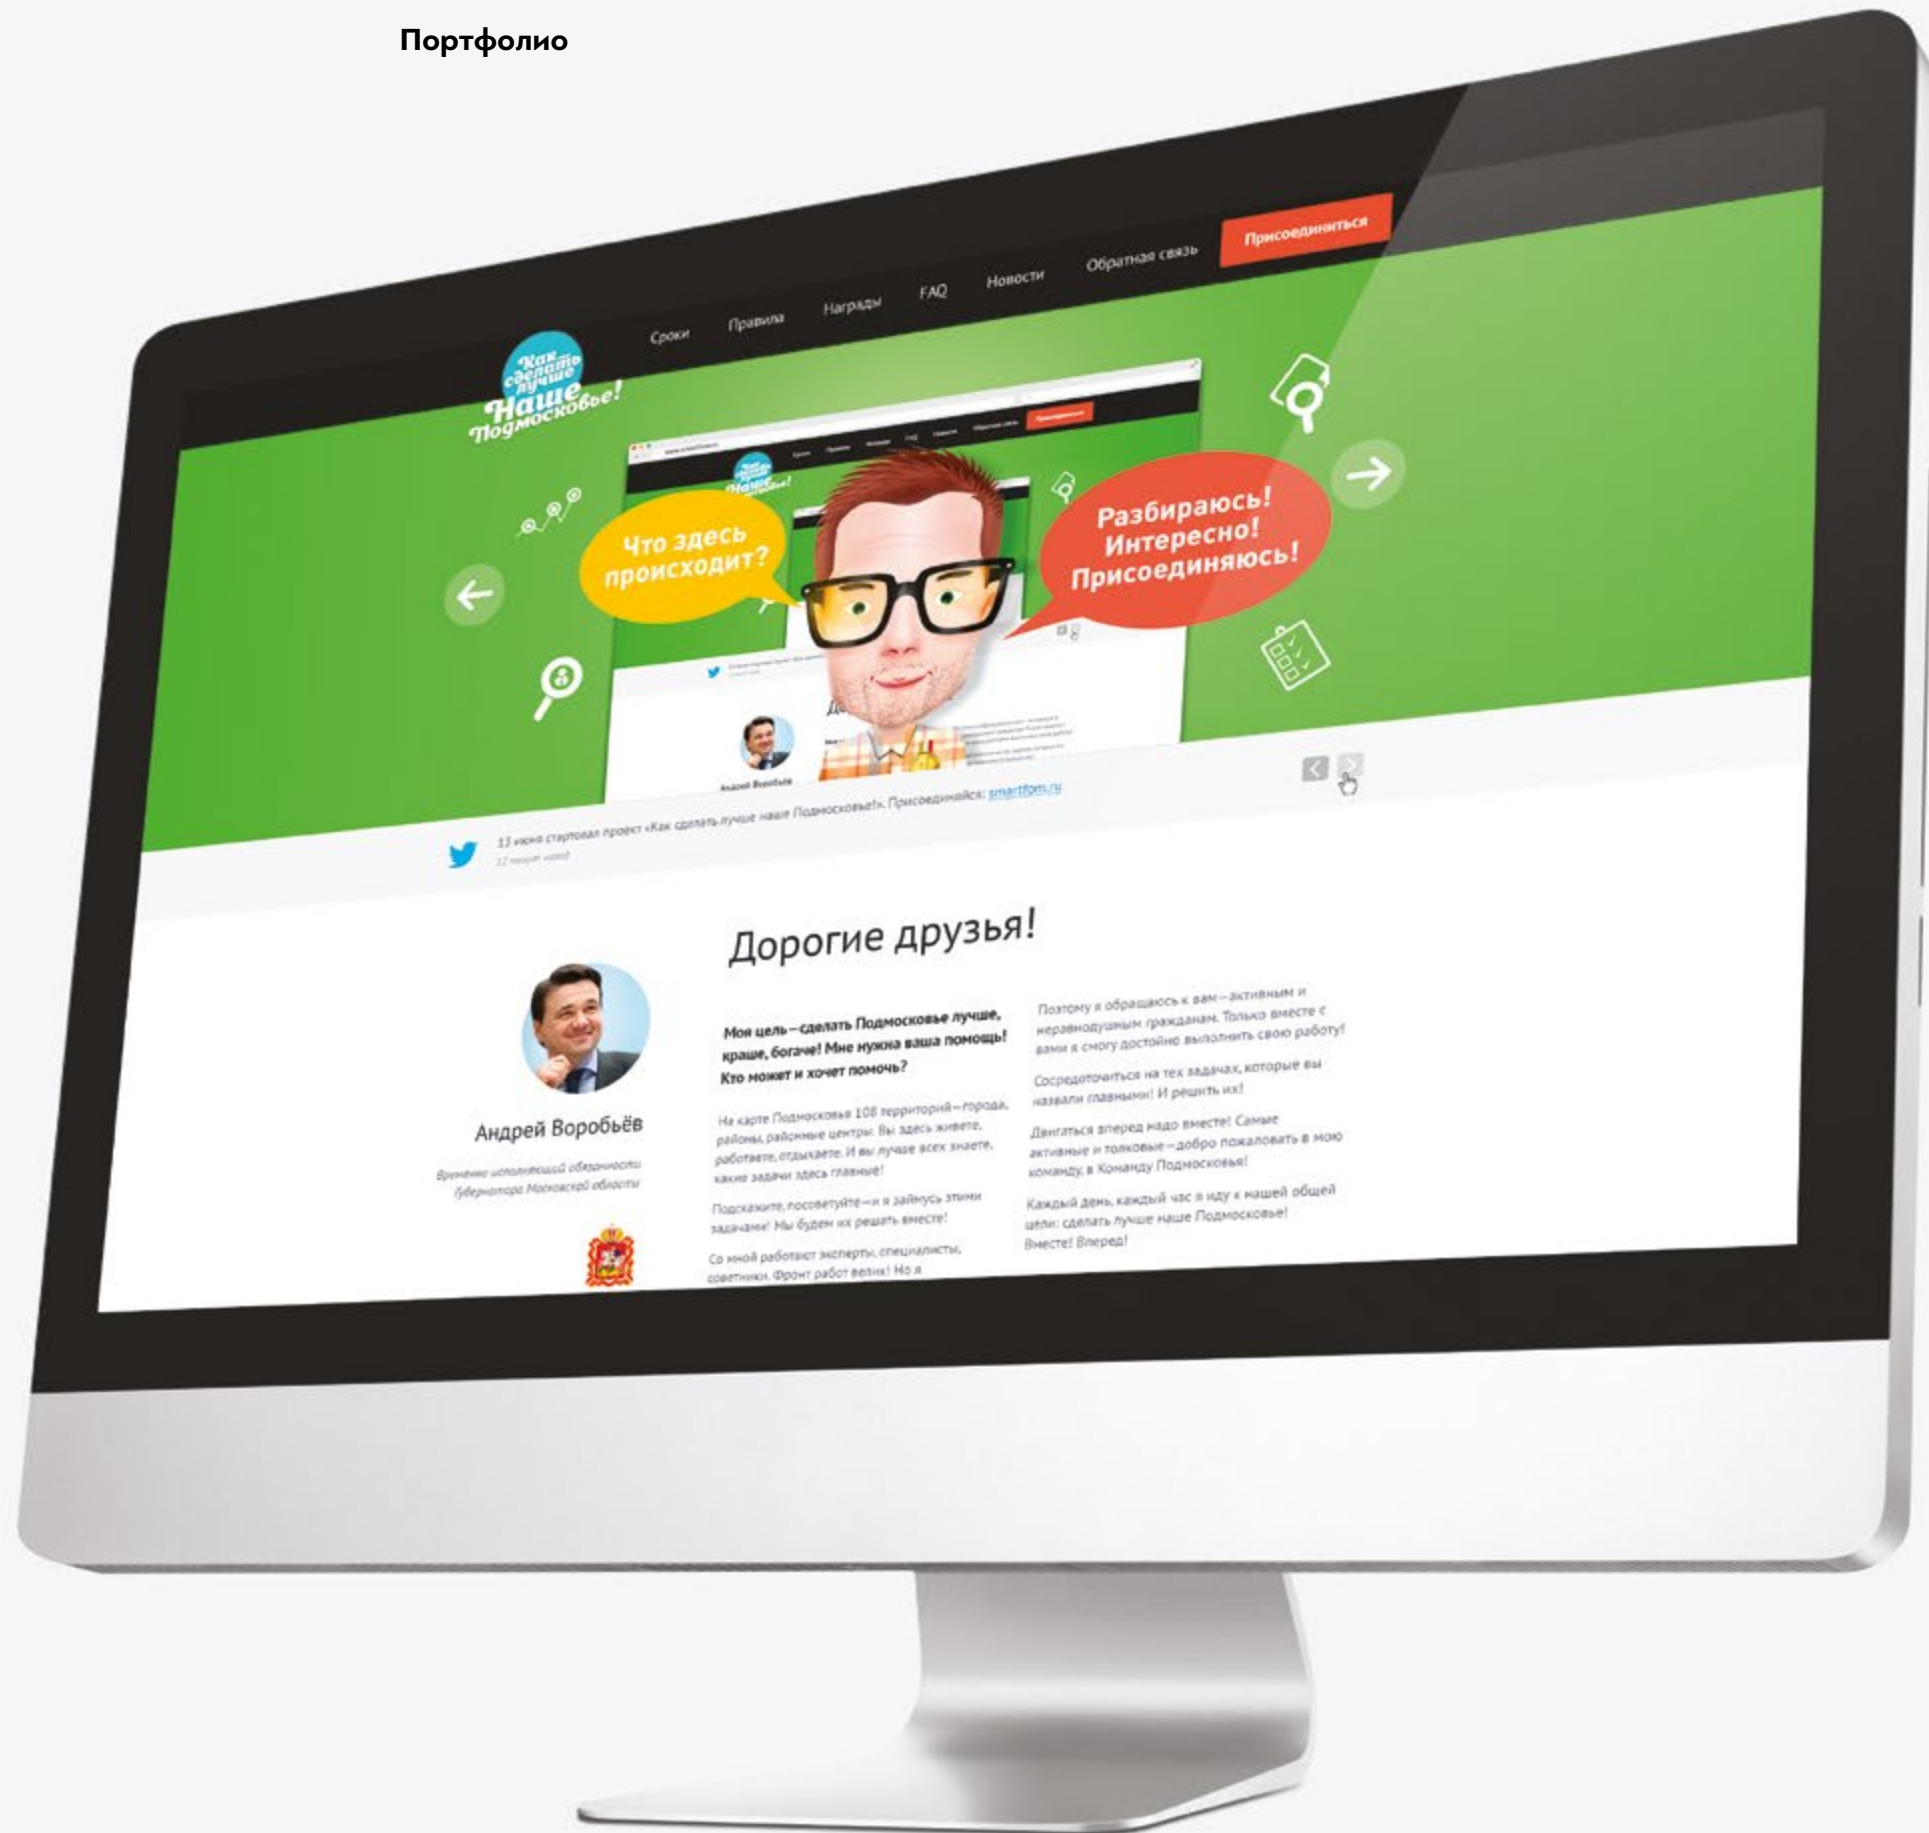 Портфолио
Сроки
Правила
Награды
FAQ
Новости
Обратная связь
Присоединиться
Как
сделать
лучше
Наше
Подмосковье!
Что здесь
происходит?
Разбираюсь!
Интересно!
Присоединяюсь!
Андрей Воробьёв
13 июня стартовал проект «Как сделать лучше наше Подмосковье!». Присоединяйся: smartfom.ru
12 минут назад
Дорогие друзья!
Андрей Воробьёв
Временно исполняющий обязанности
Губернатора Московской области
Моя цель—сделать Подмосковье лучше,
краше, богаче! Мне нужна ваша помощь!
Кто может и хочет помочь?
На карте Подмосковья 108 территорий—города,
районы, районные центры. Вы здесь живете,
работаете, отдыхаете. И вы лучше всех знаете,
какие задачи здесь главные!
Подскажите, посоветуйте—и я займусь этими
задачами! Мы будем их решать вместе!
Со мной работают эксперты, специалисты,
советники. Фронт работ велик! Но я
Поэтому я обращаюсь к вам—активным и
неравнодушным гражданам. Только вместе с
вами я смогу достойно выполнить свою работу!
Сосредоточиться на тех задачах, которые вы
назвали главными! И решить их!
Двигаться вперед надо вместе! Самые
активные и толковые—добро пожаловать в мою
команду, в Команду Подмосковья!
Каждый день, каждый час я иду к нашей общей
цели: сделать лучше наше Подмосковье!
Вместе! Вперед!